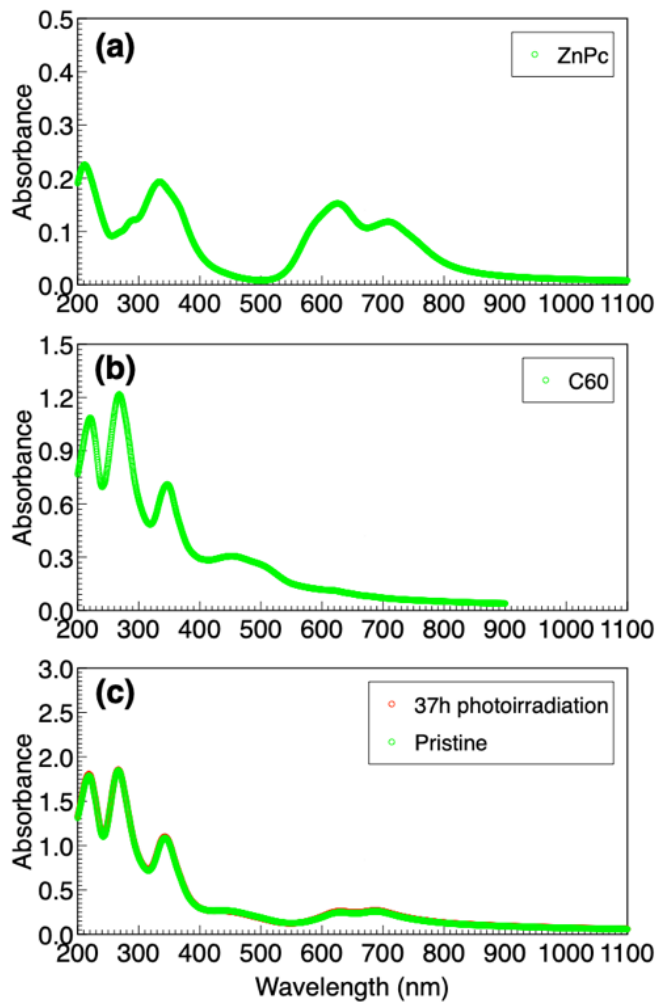 (a)
ZnPc
Absorbance
0.5
0.4
0.3
0.2
0.1
0.0
200 300 400 500 600 700 800 900 1000 1100
(b)
C60
Absorbance
1.5
1.2
0.9
0.6
0.3
0.0
200 300 400 500 600 700 800 900 1000 1100
(c)
37h photoirradiation
Pristine
Absorbance
3.0
2.5
2.0
1.5
1.0
0.5
0.0
200 300 400 500 600 700 800 900 1000 1100
Wavelength (nm)